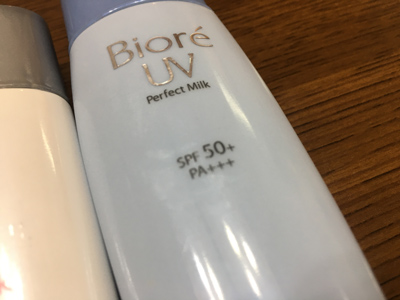 Bioré
UV
Perfect Milk
SPF 50+
PA+++